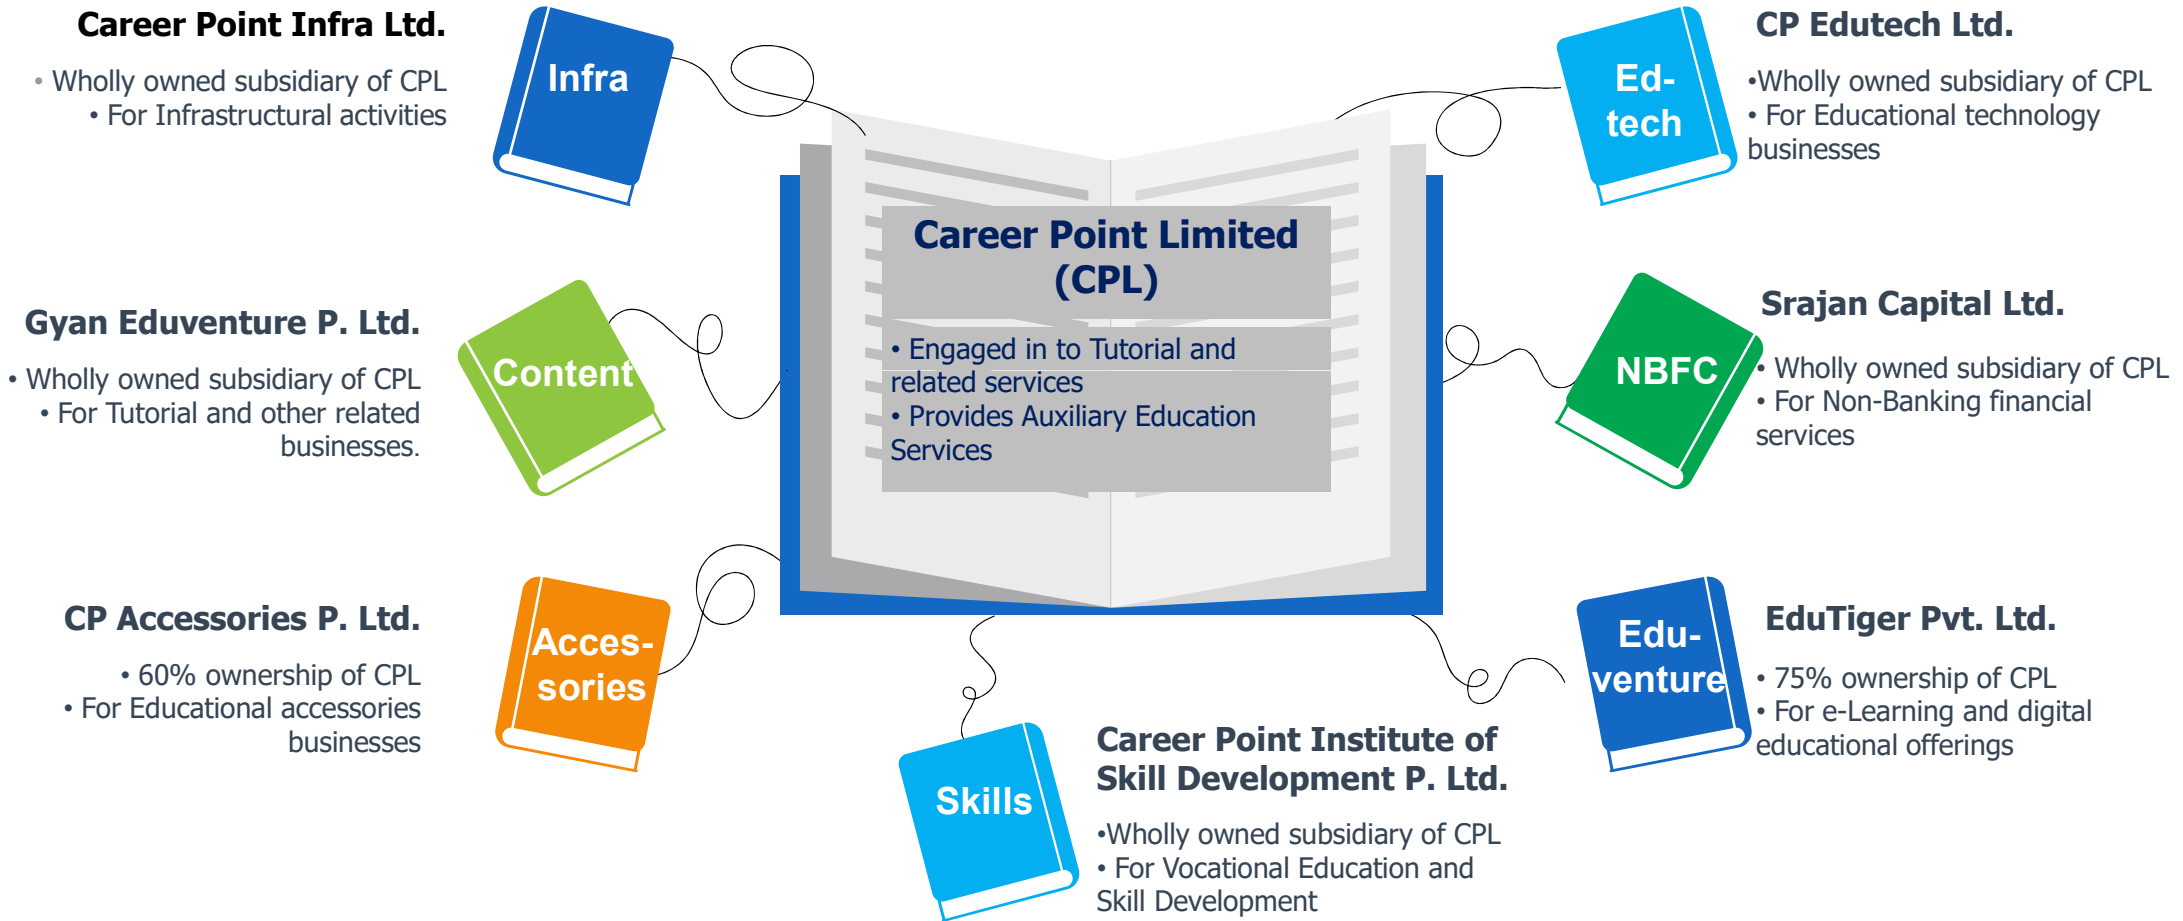 Career Point Infra Ltd.
• Wholly owned subsidiary of CPL
• For Infrastructural activities
Infra
Gyan Eduventure P. Ltd.
• Wholly owned subsidiary of CPL
• For Tutorial and other related
businesses.
Content
CP Accessories P. Ltd.
• 60% ownership of CPL
• For Educational accessories
businesses
Acces-
sories
Career Point Limited
(CPL)
• Engaged in to Tutorial and
related services
• Provides Auxiliary Education
Services
Skills
Career Point Institute of
Skill Development P. Ltd.
•Wholly owned subsidiary of CPL
• For Vocational Education and
Skill Development
Ed-
tech
CP Edutech Ltd.
•Wholly owned subsidiary of CPL
• For Educational technology
businesses
NBFC
Srajan Capital Ltd.
• Wholly owned subsidiary of CPL
• For Non-Banking financial
services
Edu-
venture
EduTiger Pvt. Ltd.
• 75% ownership of CPL
• For e-Learning and digital
educational offerings